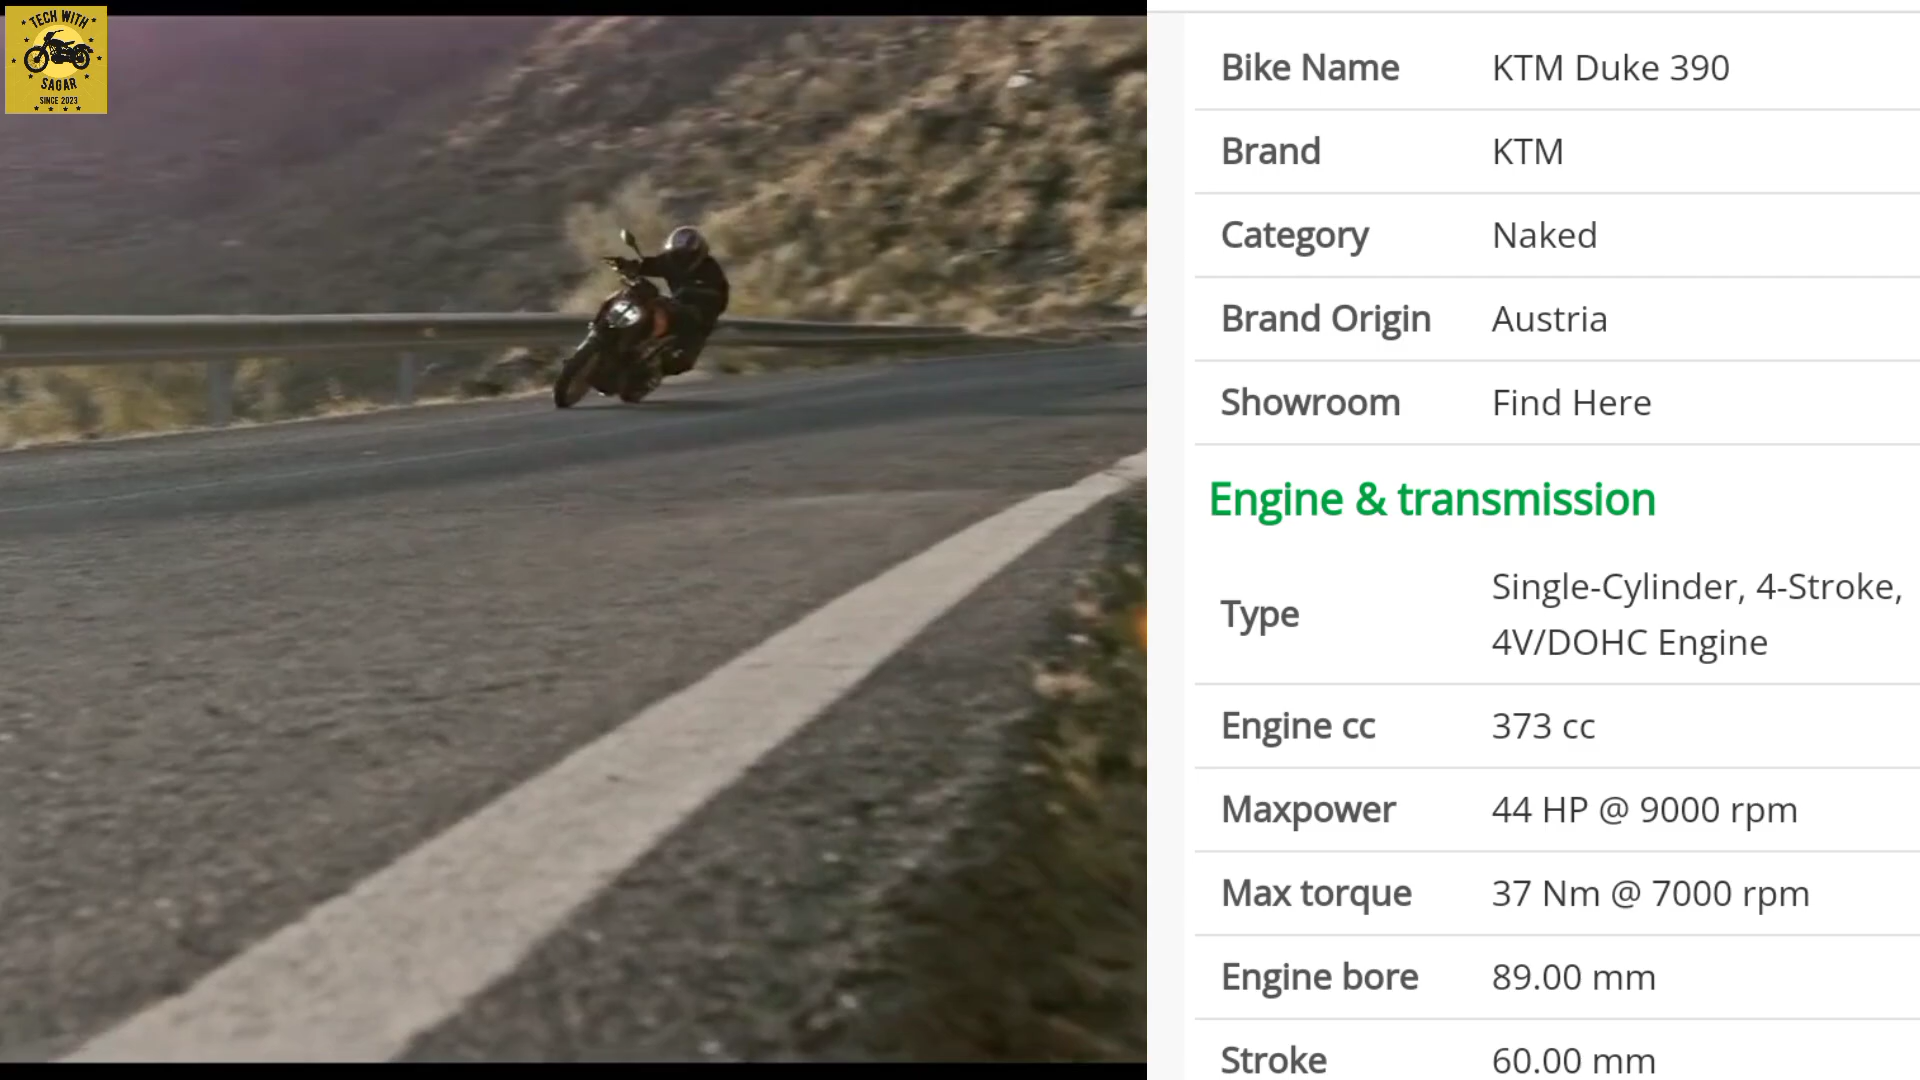 TECH WITH
SAGAR
SINCE 2023
Bike Name KTM Duke 390
Brand KTM
Category Naked
Brand Origin Austria
Showroom Find Here
Engine & transmission
Type Single-Cylinder, 4-Stroke,
4V/DOHC Engine
Engine cc 373 cc
Maxpower 44 HP @ 9000 rpm
Max torque 37 Nm @ 7000 rpm
Engine bore 89.00 mm
Stroke 60.00 mm